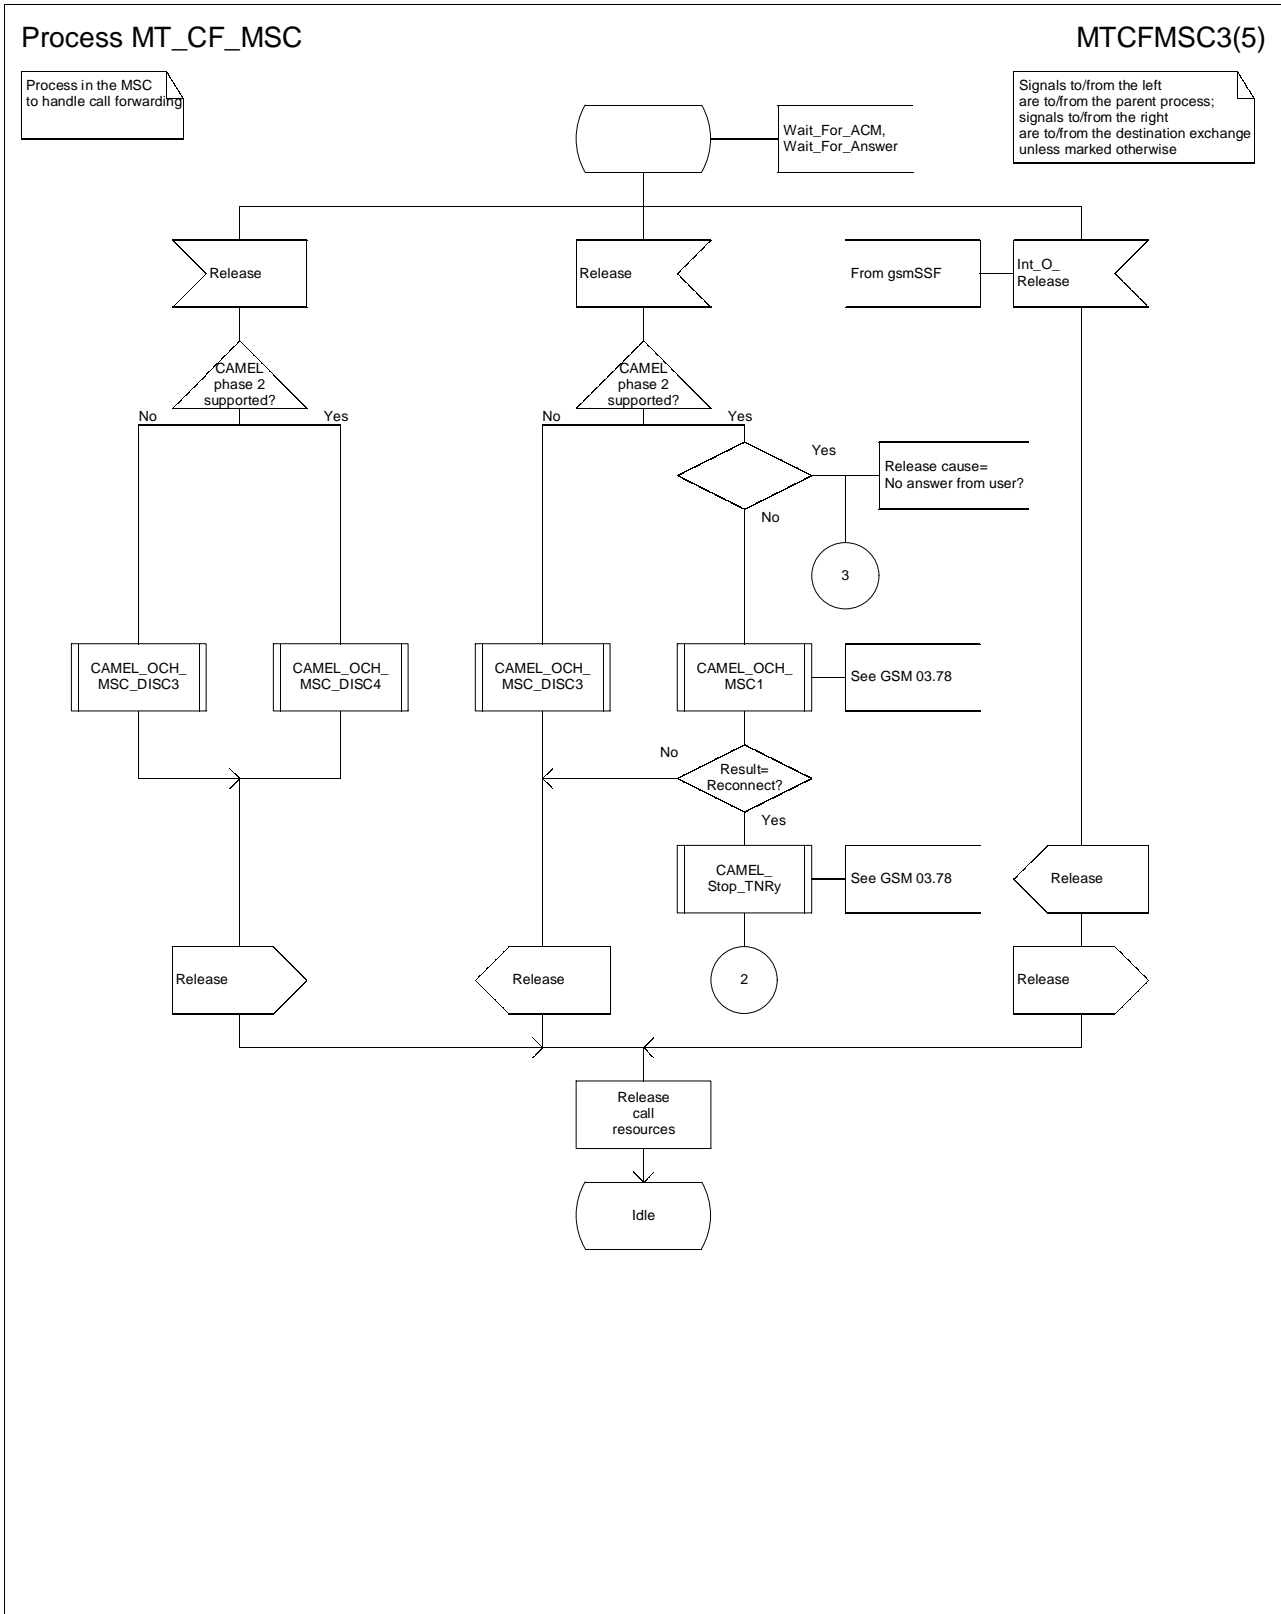 Process MT_CF_MSC
MTCFMSC3(5)
Process in the MSC
to handle call forwarding
Signals to/from the left
are to/from the parent process;
signals to/from the right
are to/from the destination exchange
unless marked otherwise
Wait_For_ACM,
Wait_For_Answer
Release
Release
From gsmSSF
Int_O_
Release
CAMEL
phase 2
supported?
CAMEL
phase 2
supported?
No
Yes
No
Yes
Yes
Release cause=
No answer from user?
No
3
CAMEL_OCH_
MSC_DISC3
CAMEL_OCH_
MSC_DISC4
CAMEL_OCH_
MSC_DISC3
CAMEL_OCH_
MSC1
See GSM 03.78
No
Result=
Reconnect?
Yes
CAMEL_
Stop_TNRy
See GSM 03.78
Release
Release
Release
2
Release
Release
call
resources
Idle